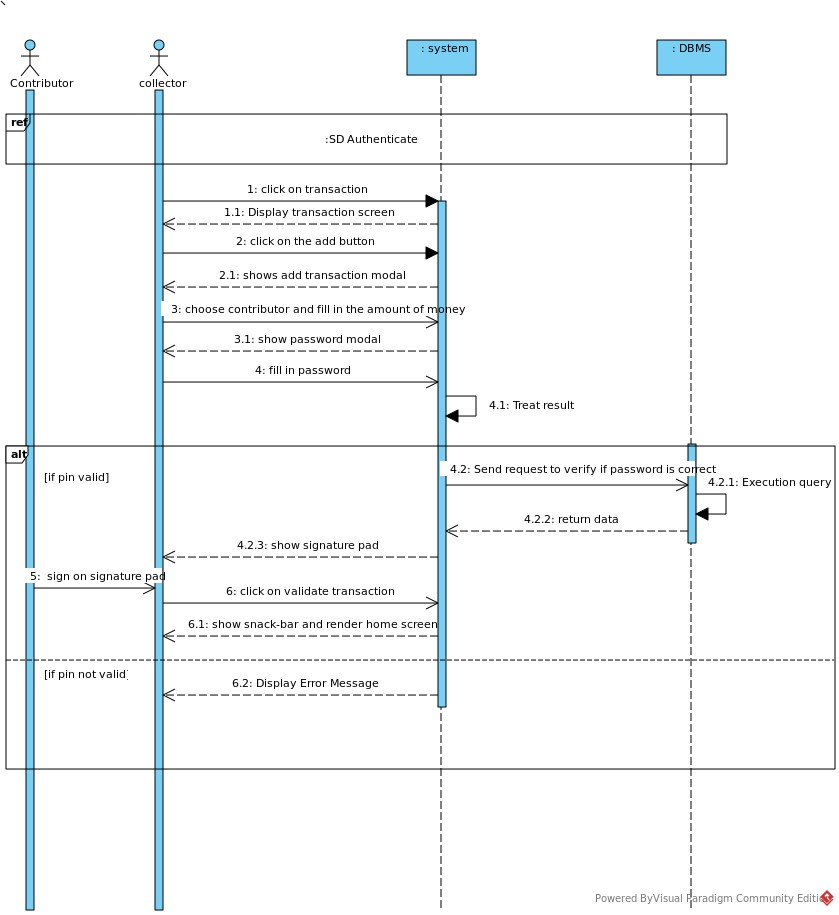 : system
: DBMS
Contributor
collector
ref
:SD Authenticate
1: click on transaction
1.1: Display transaction screen
2: click on the add button
2.1: shows add transaction modal
3: choose contributor and fill in the amount of money
3.1: show password modal
4: fill in password
4.1: Treat result
alt
[if pin valid]
4.2: Send request to verify if password is correct
4.2.1: Execution query
4.2.2: return data
4.2.3: show signature pad
5: sign on signature pad
6: click on validate transaction
6.1: show snack-bar and render home screen
[if pin not valid]
6.2: Display Error Message
Powered ByVisual Paradigm Community Edition